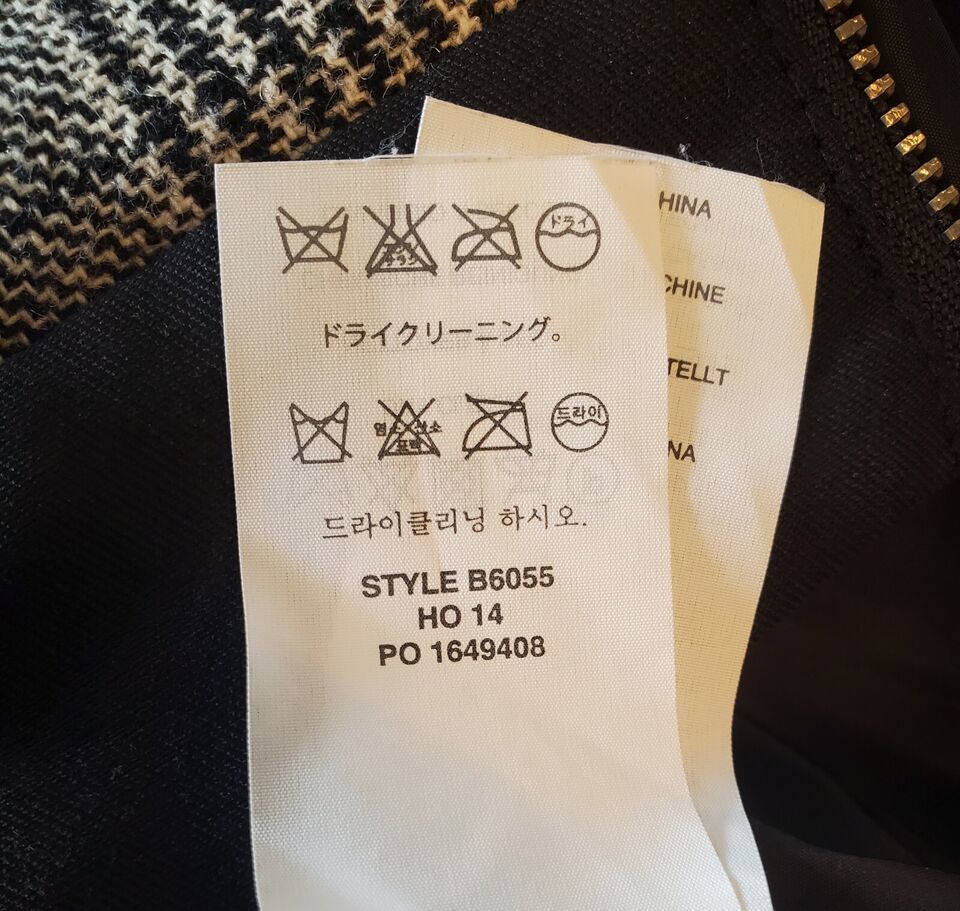 ドライ
ドライクリーニング。
드라이
드라이클리닝 하시오.
STYLE B6055
HO 14
PO 1649408
HINA
CHINE
TELLT
NA